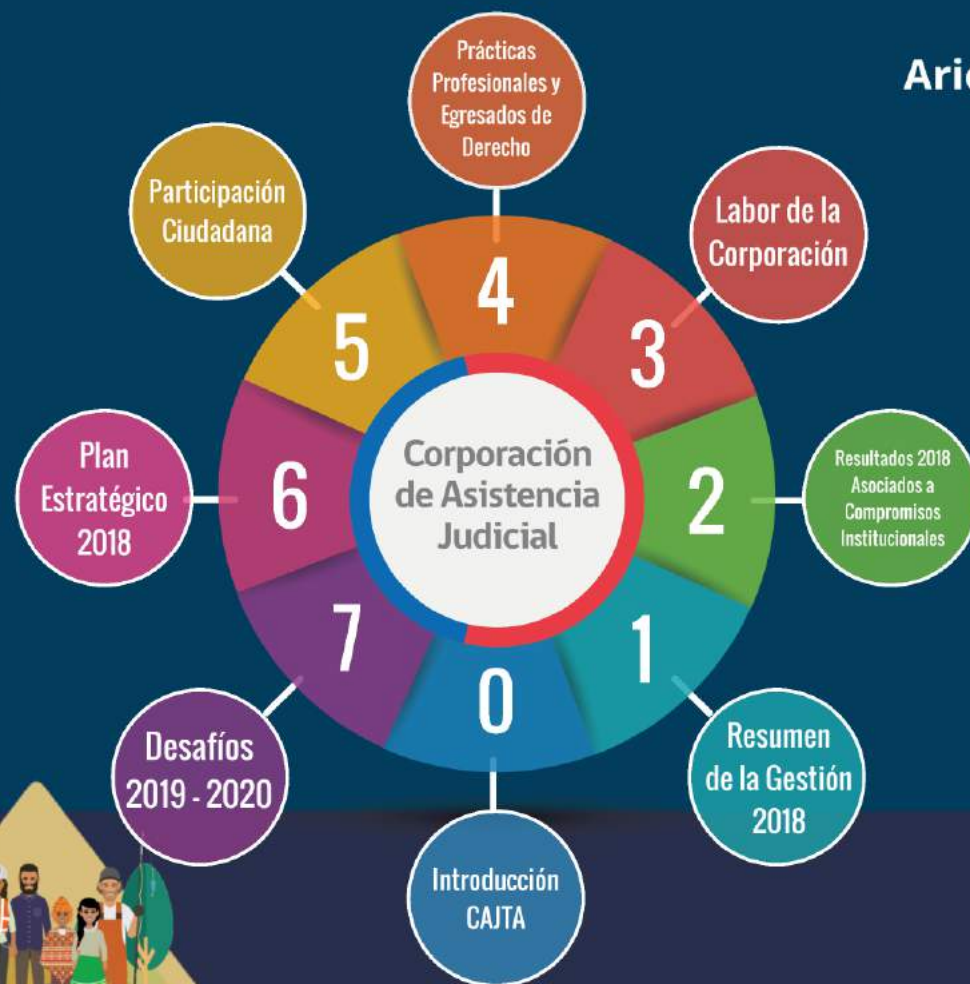 Prácticas
Profesionales y
Egresados de
Derecho
Participación
Ciudadana
Labor de la
Corporación
4
5
3
Plan
Estratégico
2018
6
Corporación
de Asistencia
Judicial
2
Resultados 2018
Asociados a
Compromisos
Institucionales
7
1
0
Desafíos
2019 - 2020
Resumen
de la Gestión
2018
Introducción
CAJTA